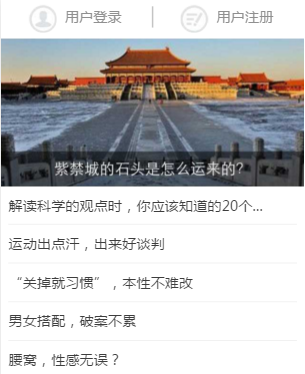 用户登录 | 用户注册
紫禁城的石头是怎么运来的?
解读科学的观点时，你应该知道的20个...
运动出点汗，出来好谈判
“关掉就习惯”，本性不难改
男女搭配，破案不累
腰窝，性感无误？